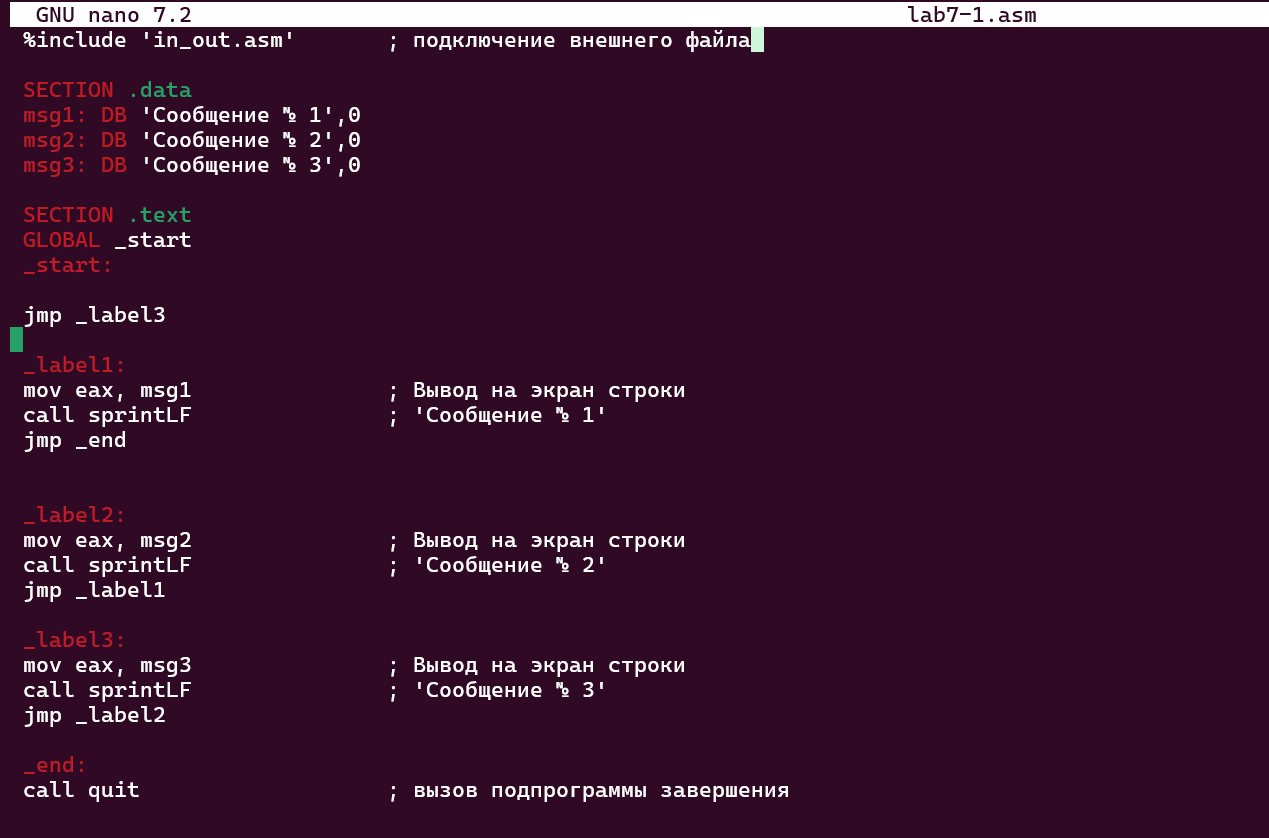 GNU nano 7.2 lab7-1.asm
%include 'in_out.asm' ; подключение внешнего файла
SECTION .data
msg1: DB 'Сообщение № 1',0
msg2: DB 'Сообщение № 2',0
msg3: DB 'Сообщение № 3',0
SECTION .text
GLOBAL _start
_start:
jmp _label3
_label1:
mov eax, msg1 ; Вывод на экран строки
call sprintLF ; 'Сообщение № 1'
jmp _end
_label2:
mov eax, msg2 ; Вывод на экран строки
call sprintLF ; 'Сообщение № 2'
jmp _label1
_label3:
mov eax, msg3 ; Вывод на экран строки
call sprintLF ; 'Сообщение № 3'
jmp _label2
_end:
call quit ; вызов подпрограммы завершения